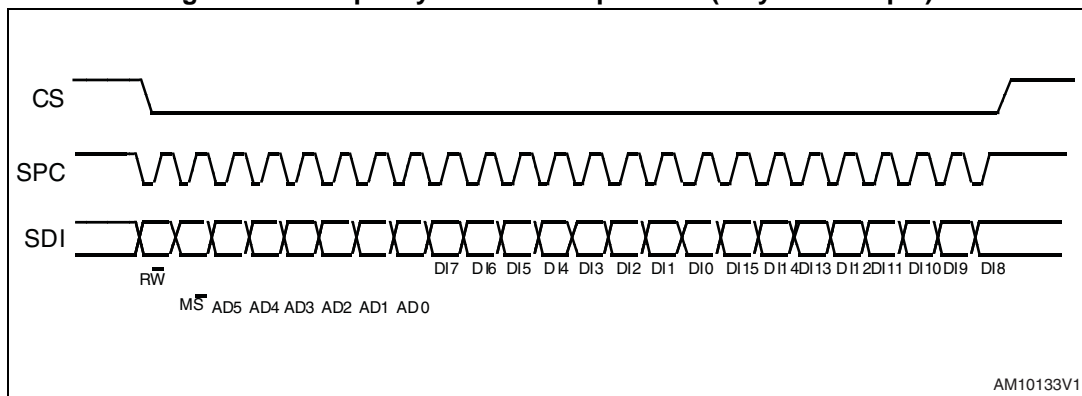 CS
SPC
SDI
RW
DI7 DI6 DI5 DI4 DI3 DI2 DI1 DI0 DI15 DI14 DI13 DI12 DI11 DI10 DI9 DI8
MS AD5 AD4 AD3 AD2 AD1 AD0
AM10133V1